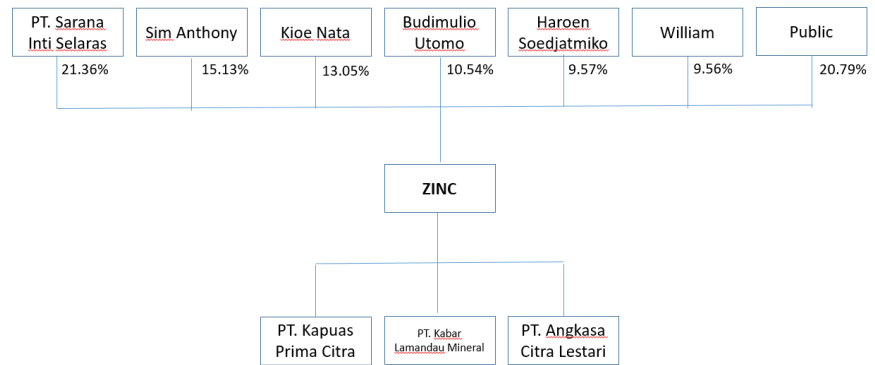 PT. Sarana
Inti Selaras
Sim Anthony
Kioe Nata
Budimulio
Utomo
Haroen
Soedjatmiko
William
Public
21.36%
15.13%
13.05%
10.54%
9.57%
9.56%
20.79%
ZINC
PT. Kapuas
Prima Citra
PT. Kabar
Lamandau Mineral
PT. Angkasa
Citra Lestari